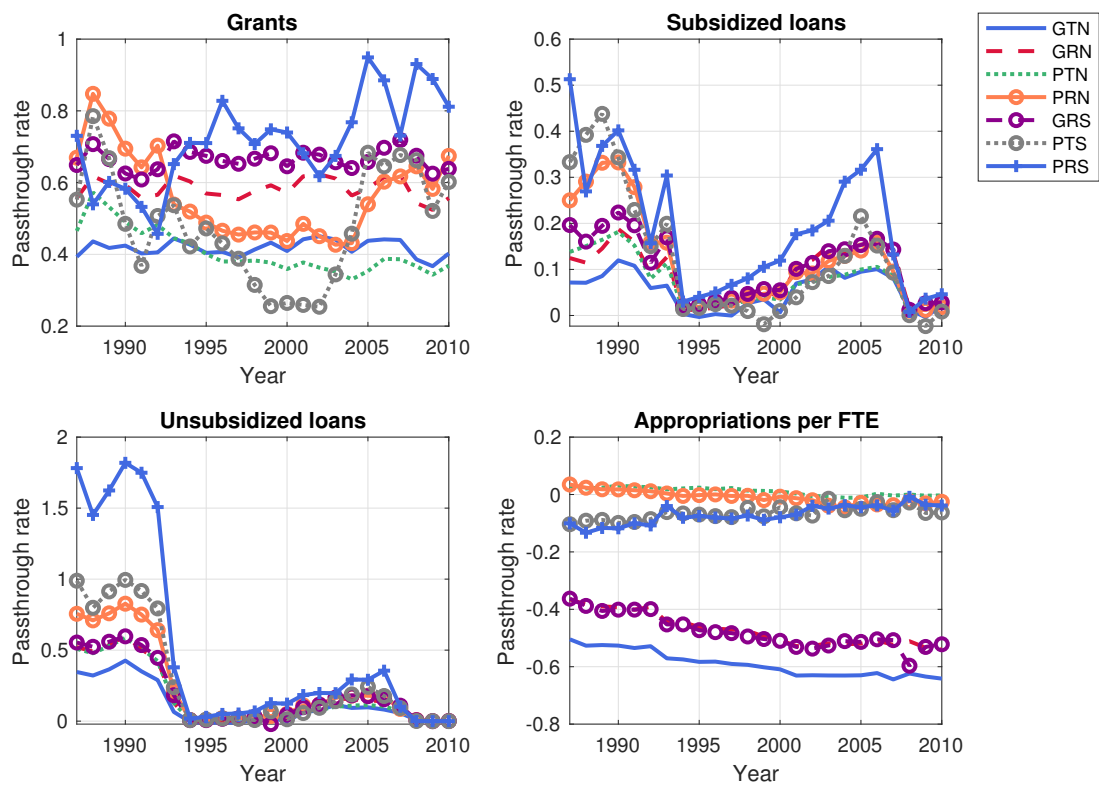 Grants
Passthrough rate
1
0.8
0.6
0.4
0.2
1990 1995 2000 2005 2010
Year
Subsidized loans
Passthrough rate
0.6
0.5
0.4
0.3
0.2
0.1
0
1990 1995 2000 2005 2010
Year
GTN
GRN
PTN
PRN
GRS
PTS
PRS
Unsubsidized loans
Passthrough rate
2
1.5
1
0.5
0
1990 1995 2000 2005 2010
Year
Appropriations per FTE
Passthrough rate
0.2
0
-0.2
-0.4
-0.6
-0.8
1990 1995 2000 2005 2010
Year